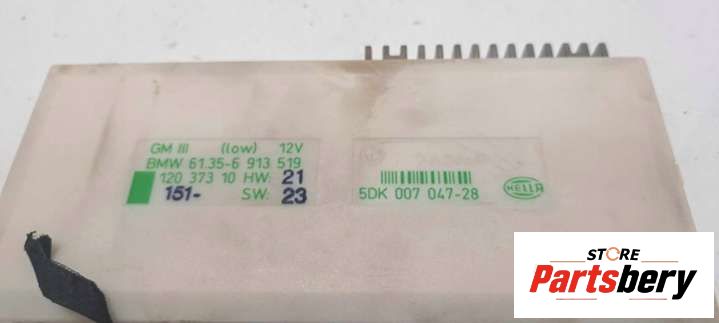 GM III (low) 12V
BMW 61.35-6 913 519
120 373 10 HW: 21
151- SW: 23
5DK 007 047-28
HELLA
STORE
Partsbery